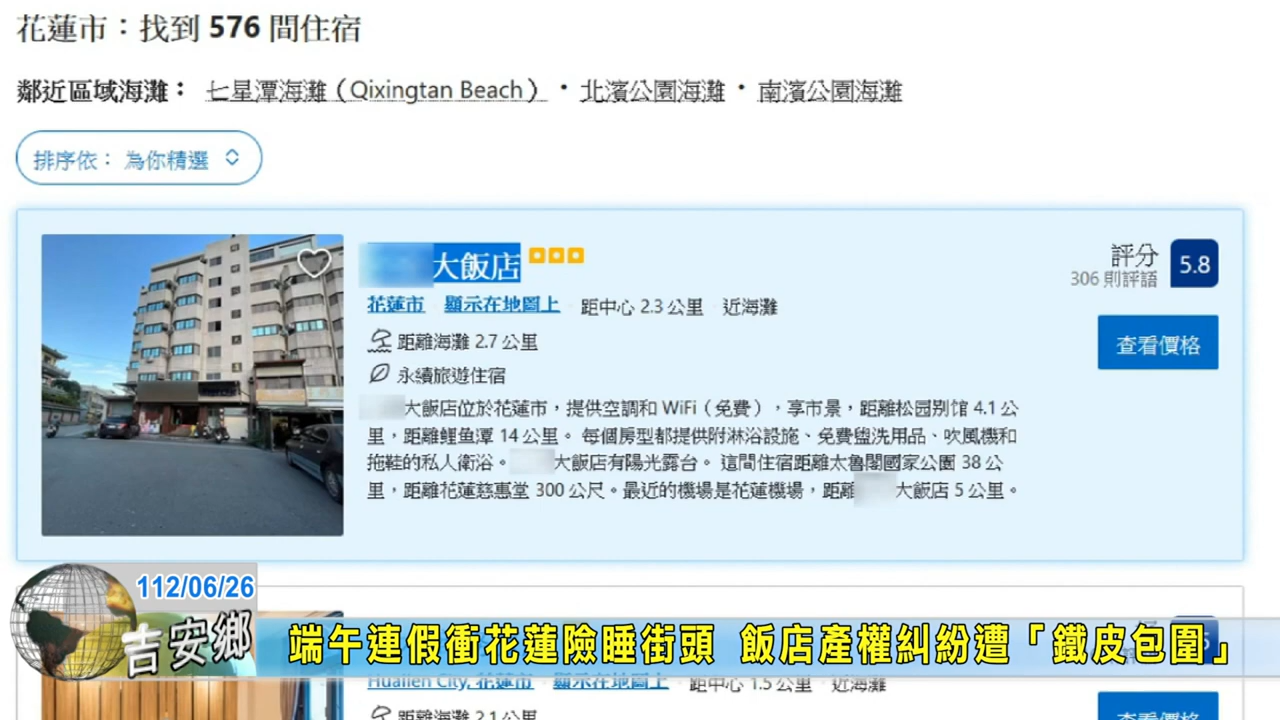 花蓮市：找到 576 間住宿
鄰近區域海灘： 七星潭海灘（Qixingtan Beach） · 北濱公園海灘 · 南濱公園海灘
排序依： 為你精選
大飯店
評分
306 則評語
5.8
花蓮市 顯示在地圖上 距中心 2.3 公里 近海灘
距離海灘 2.7 公里
查看價格
永續旅遊住宿
大飯店位於花蓮市，提供空調和 WiFi（免費），享市景，距離松园别馆 4.1 公
里，距離鯉鱼潭 14 公里。 每個房型都提供附淋浴設施、免費盥洗用品、吹風機和
拖鞋的私人衛浴。 大飯店有陽光露台。 這間住宿距離太魯閣國家公園 38 公
里，距離花蓮慈惠堂 300 公尺。最近的機場是花蓮機場，距離 大飯店 5 公里。
112/06/26
吉安鄉
端午連假衝花蓮險睡街頭 飯店產權糾紛遭「鐵皮包圍」
Hualien City, 花蓮市 顯示在地圖上 距中心 1.5 公里 近海灘
距離海灘 2.1 公里
查看價格